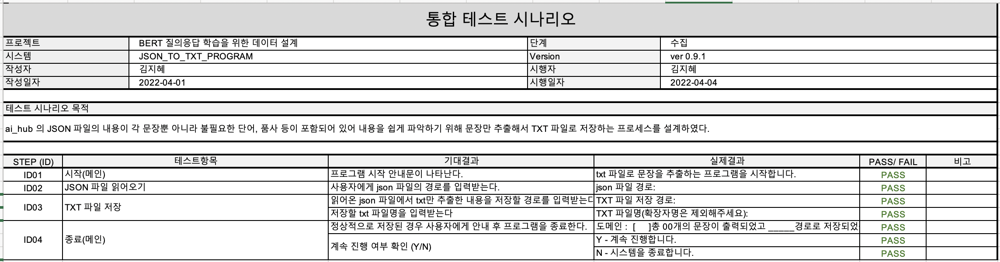 통합 테스트 시나리오
프로젝트 BERT 질의응답 학습을 위한 데이터 설계 단계 수집
시스템 JSON_TO_TXT_PROGRAM Version ver 0.9.1
작성자 김지혜 시행자 김지혜
작성일자 2022-04-01 시행일자 2022-04-04
테스트 시나리오 목적
ai_hub 의 JSON 파일의 내용이 각 문장뿐 아니라 불필요한 단어, 품사 등이 포함되어 있어 내용을 쉽게 파악하기 위해 문장만 추출해서 TXT 파일로 저장하는 프로세스를 설계하였다.
STEP (ID) 테스트항목 기대결과 실제결과 PASS/ FAIL 비고
ID01 시작(메인) 프로그램 시작 안내문이 나타난다. txt 파일로 문장을 추출하는 프로그램을 시작합니다. PASS
ID02 JSON 파일 읽어오기 사용자에게 json 파일의 경로를 입력받는다. json 파일 경로: PASS
ID03 TXT 파일 저장 읽어온 json 파일에서 txt만 추출한 내용을 저장할 경로를 입력받는다 TXT 파일 저장 경로: PASS
저장할 txt 파일명을 입력받는다 TXT 파일명(확장자명은 제외해주세요): PASS
ID04 종료(메인) 정상적으로 저장된 경우 사용자에게 안내 후 프로그램을 종료한다. 도메인 : [ ]총 00개의 문장이 출력되었고 _____경로로 저장되었 PASS
계속 진행 여부 확인 (Y/N) Y - 계속 진행합니다. PASS
N - 시스템을 종료합니다. PASS